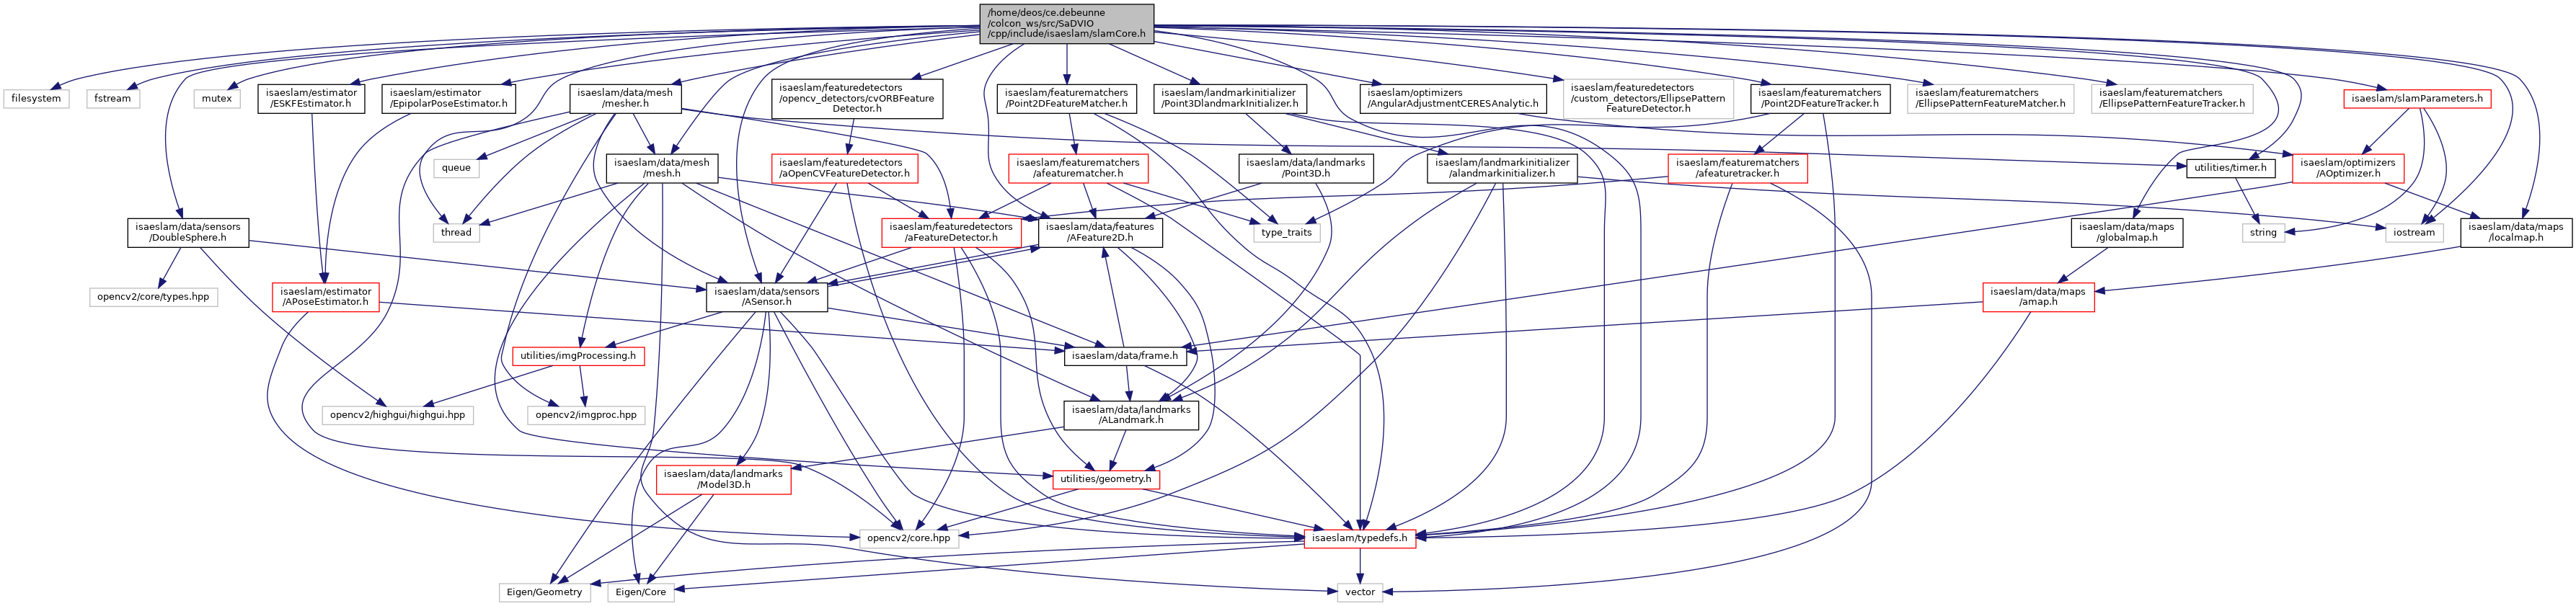 /home/deos/ce.debeunne
/colcon_ws/src/SaDVIO
/cpp/include/isaeslam/slamCore.h
filesystem
fstream
mutex
isaeslam/estimator
/ESKFEstimator.h
isaeslam/estimator
/EpipolarPoseEstimator.h
isaeslam/data/mesh
/mesher.h
isaeslam/featuredetectors
/opencv_detectors/cvORBFeature
Detector.h
isaeslam/featurematchers
/Point2DFeatureMatcher.h
isaeslam/landmarkinitializer
/Point3DlandmarkInitializer.h
isaeslam/optimizers
/AngularAdjustmentCERESAnalytic.h
isaeslam/featuredetectors
/custom_detectors/EllipsePattern
FeatureDetector.h
isaeslam/featurematchers
/Point2DFeatureTracker.h
isaeslam/featurematchers
/EllipsePatternFeatureMatcher.h
isaeslam/featurematchers
/EllipsePatternFeatureTracker.h
isaeslam/slamParameters.h
queue
isaeslam/data/mesh
/mesh.h
isaeslam/featuredetectors
/aOpenCVFeatureDetector.h
isaeslam/featurematchers
/afeaturematcher.h
isaeslam/data/landmarks
/Point3D.h
isaeslam/landmarkinitializer
/alandmarkinitializer.h
isaeslam/featurematchers
/afeaturetracker.h
utilities/timer.h
isaeslam/optimizers
/AOptimizer.h
isaeslam/data/sensors
/DoubleSphere.h
thread
isaeslam/featuredetectors
/aFeatureDetector.h
isaeslam/data/features
/AFeature2D.h
type_traits
isaeslam/data/maps
/globalmap.h
string
iostream
isaeslam/data/maps
/localmap.h
opencv2/core/types.hpp
isaeslam/estimator
/APoseEstimator.h
isaeslam/data/sensors
/ASensor.h
isaeslam/data/maps
/amap.h
utilities/imgProcessing.h
isaeslam/data/frame.h
opencv2/highgui/highgui.hpp
opencv2/imgproc.hpp
isaeslam/data/landmarks
/ALandmark.h
isaeslam/data/landmarks
/Model3D.h
utilities/geometry.h
opencv2/core.hpp
isaeslam/typedefs.h
Eigen/Geometry
Eigen/Core
vector